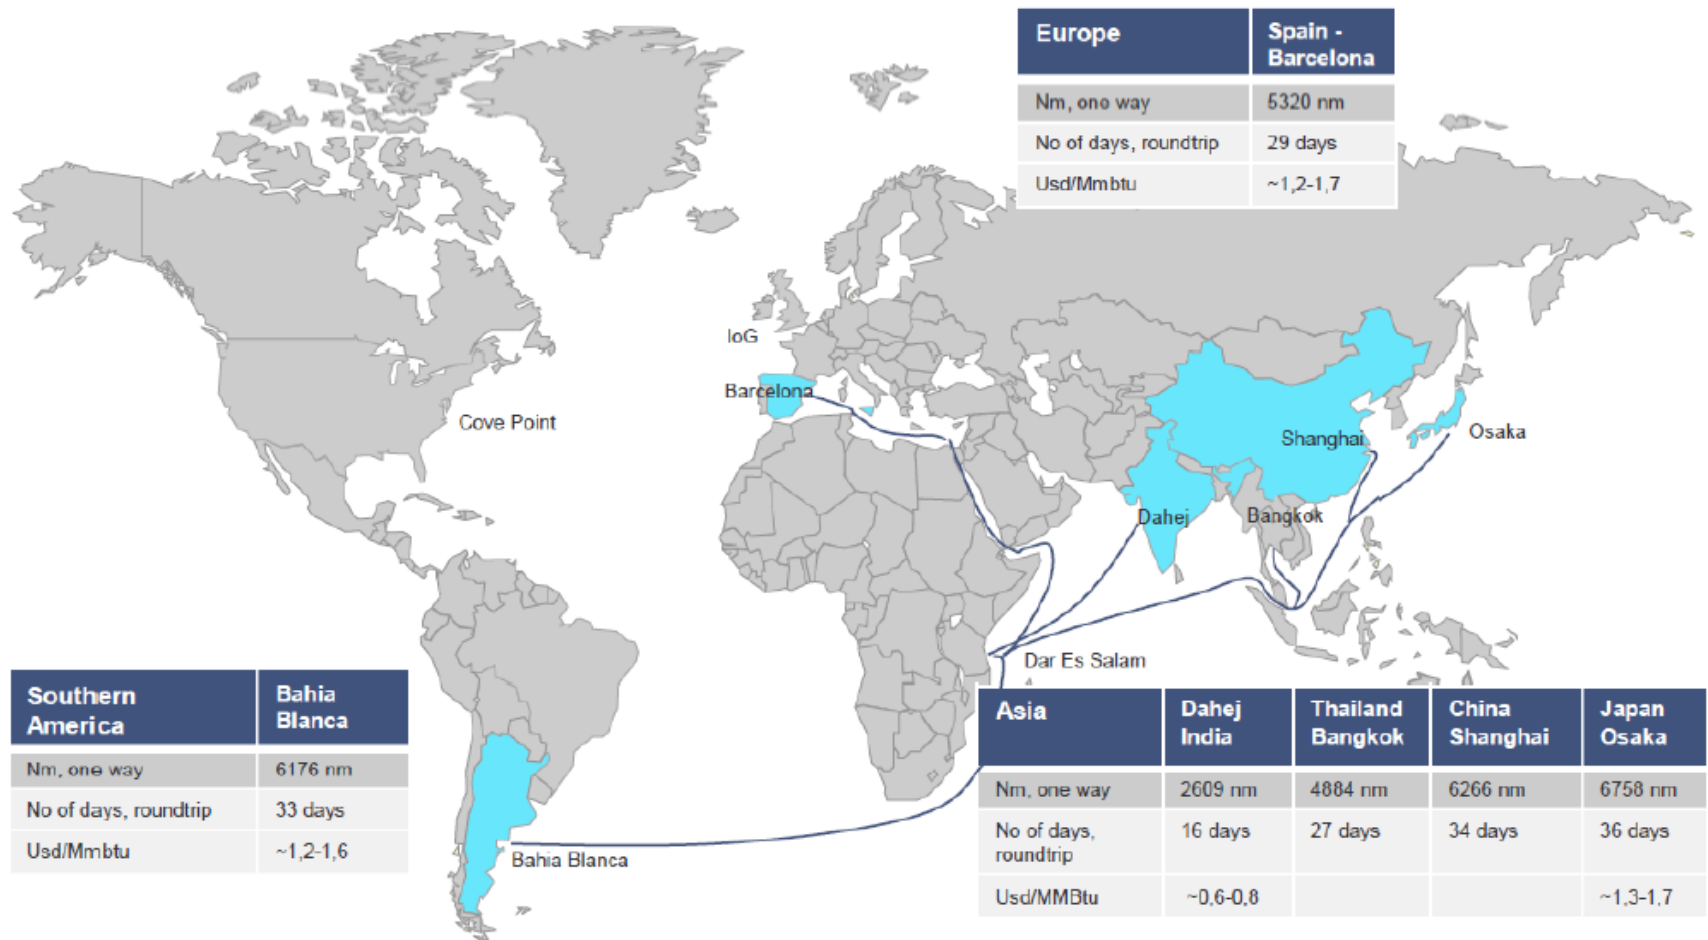 Europe Spain -
Barcelona
Nm, one way 5320 nm
No of days, roundtrip 29 days
Usd/Mmbtu ~1,2-1,7
IoG
Barcelona
Cove Point
Shanghai
Osaka
Dahej
Bangkok
Dar Es Salam
Bahia Blanca
Southern
America
Bahia
Blanca
Nm, one way 6176 nm
No of days, roundtrip 33 days
Usd/Mmbtu ~1,2-1,6
Asia
Dahej
India
Thailand
Bangkok
China
Shanghai
Japan
Osaka
Nm, one way 2609 nm 4884 nm 6266 nm 6758 nm
No of days,
roundtrip
16 days 27 days 34 days 36 days
Usd/MMBtu ~0,6-0,8 ~1,3-1,7